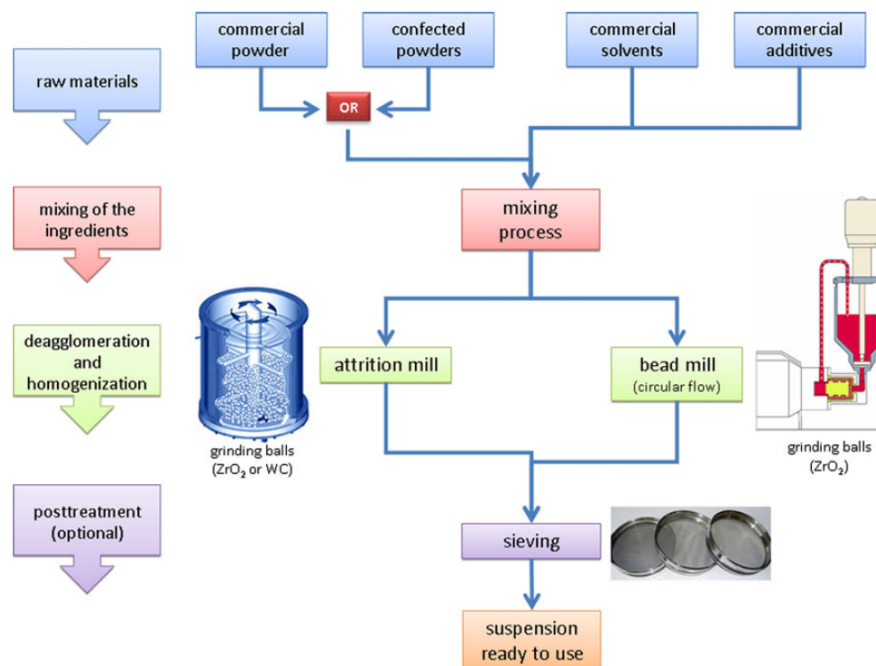 commercial
powder
confected
powders
commercial
solvents
commercial
additives
raw materials
OR
mixing of the
ingredients
mixing
process
deagglomeration
and
homogenization
attrition mill
bead mill
(circular flow)
grinding balls
(ZrO₂ or WC)
grinding balls
(ZrO₂)
posttreatment
(optional)
sieving
suspension
ready to use